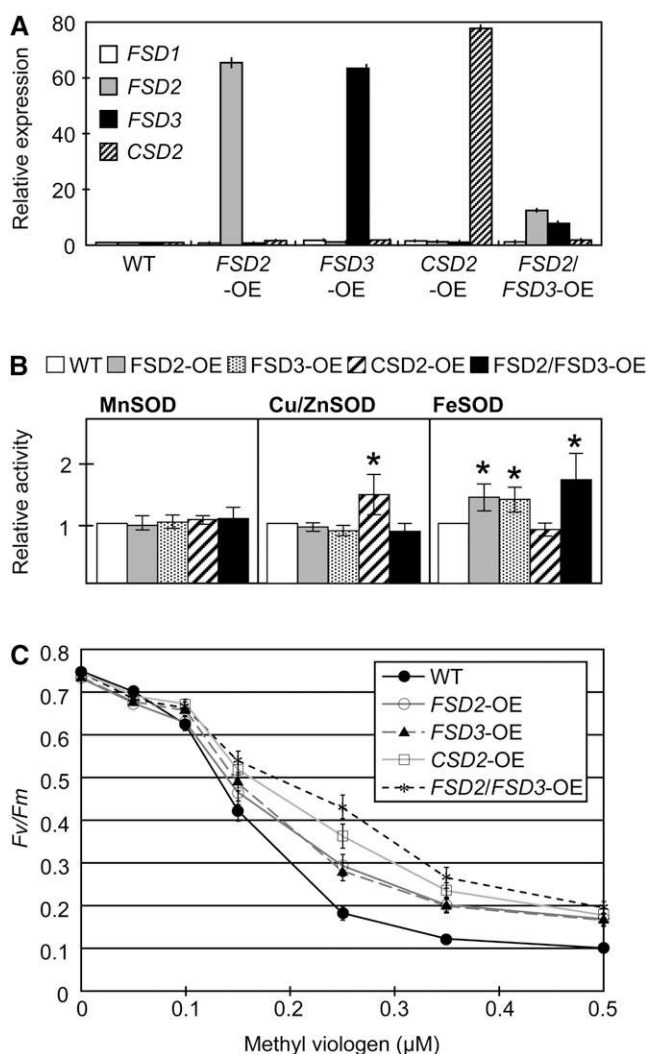 A
Relative expression
80
60
40
20
0
FSD1
FSD2
FSD3
CSD2
WT
FSD2
-OE
FSD3
-OE
CSD2
-OE
FSD2/
FSD3-OE
B
WT FSD2-OE FSD3-OE CSD2-OE FSD2/FSD3-OE
MnSOD Cu/ZnSOD FeSOD
Relative activity
2
1
* * * *
C
Fv/Fm
0.8
0.7
0.6
0.5
0.4
0.3
0.2
0.1
0
WT
FSD2-OE
FSD3-OE
CSD2-OE
FSD2/FSD3-OE
0 0.1 0.2 0.3 0.4 0.5
Methyl viologen (µM)